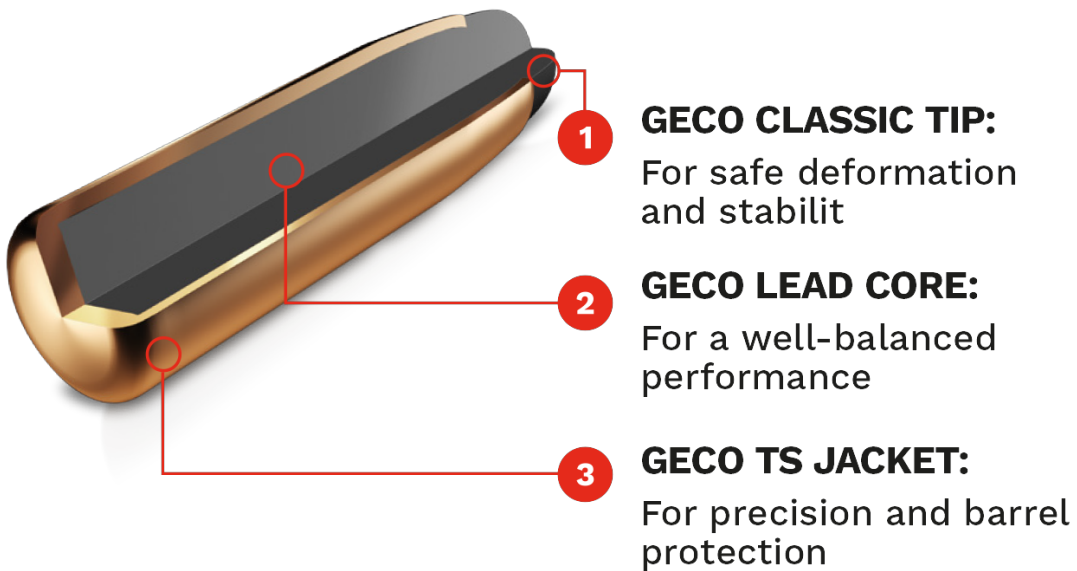 1
GECO CLASSIC TIP:
For safe deformation
and stabilit
2
GECO LEAD CORE:
For a well-balanced
performance
3
GECO TS JACKET:
For precision and barrel
protection